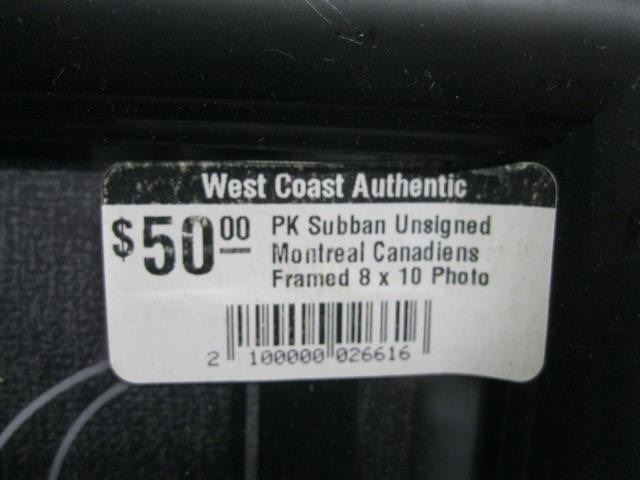 West Coast Authentic
$50.00 PK Subban Unsigned
Montreal Canadiens
Framed 8 x 10 Photo
2 100000 026616